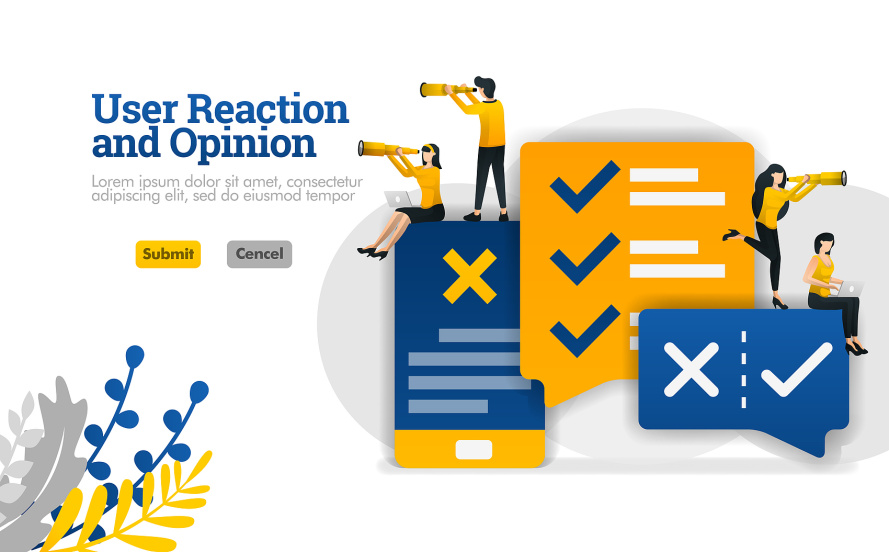 User Reaction
and Opinion
Lorem ipsum dolor sit amet, consectetur
adipiscing elit, sed do eiusmod tempor
Submit
Cencel